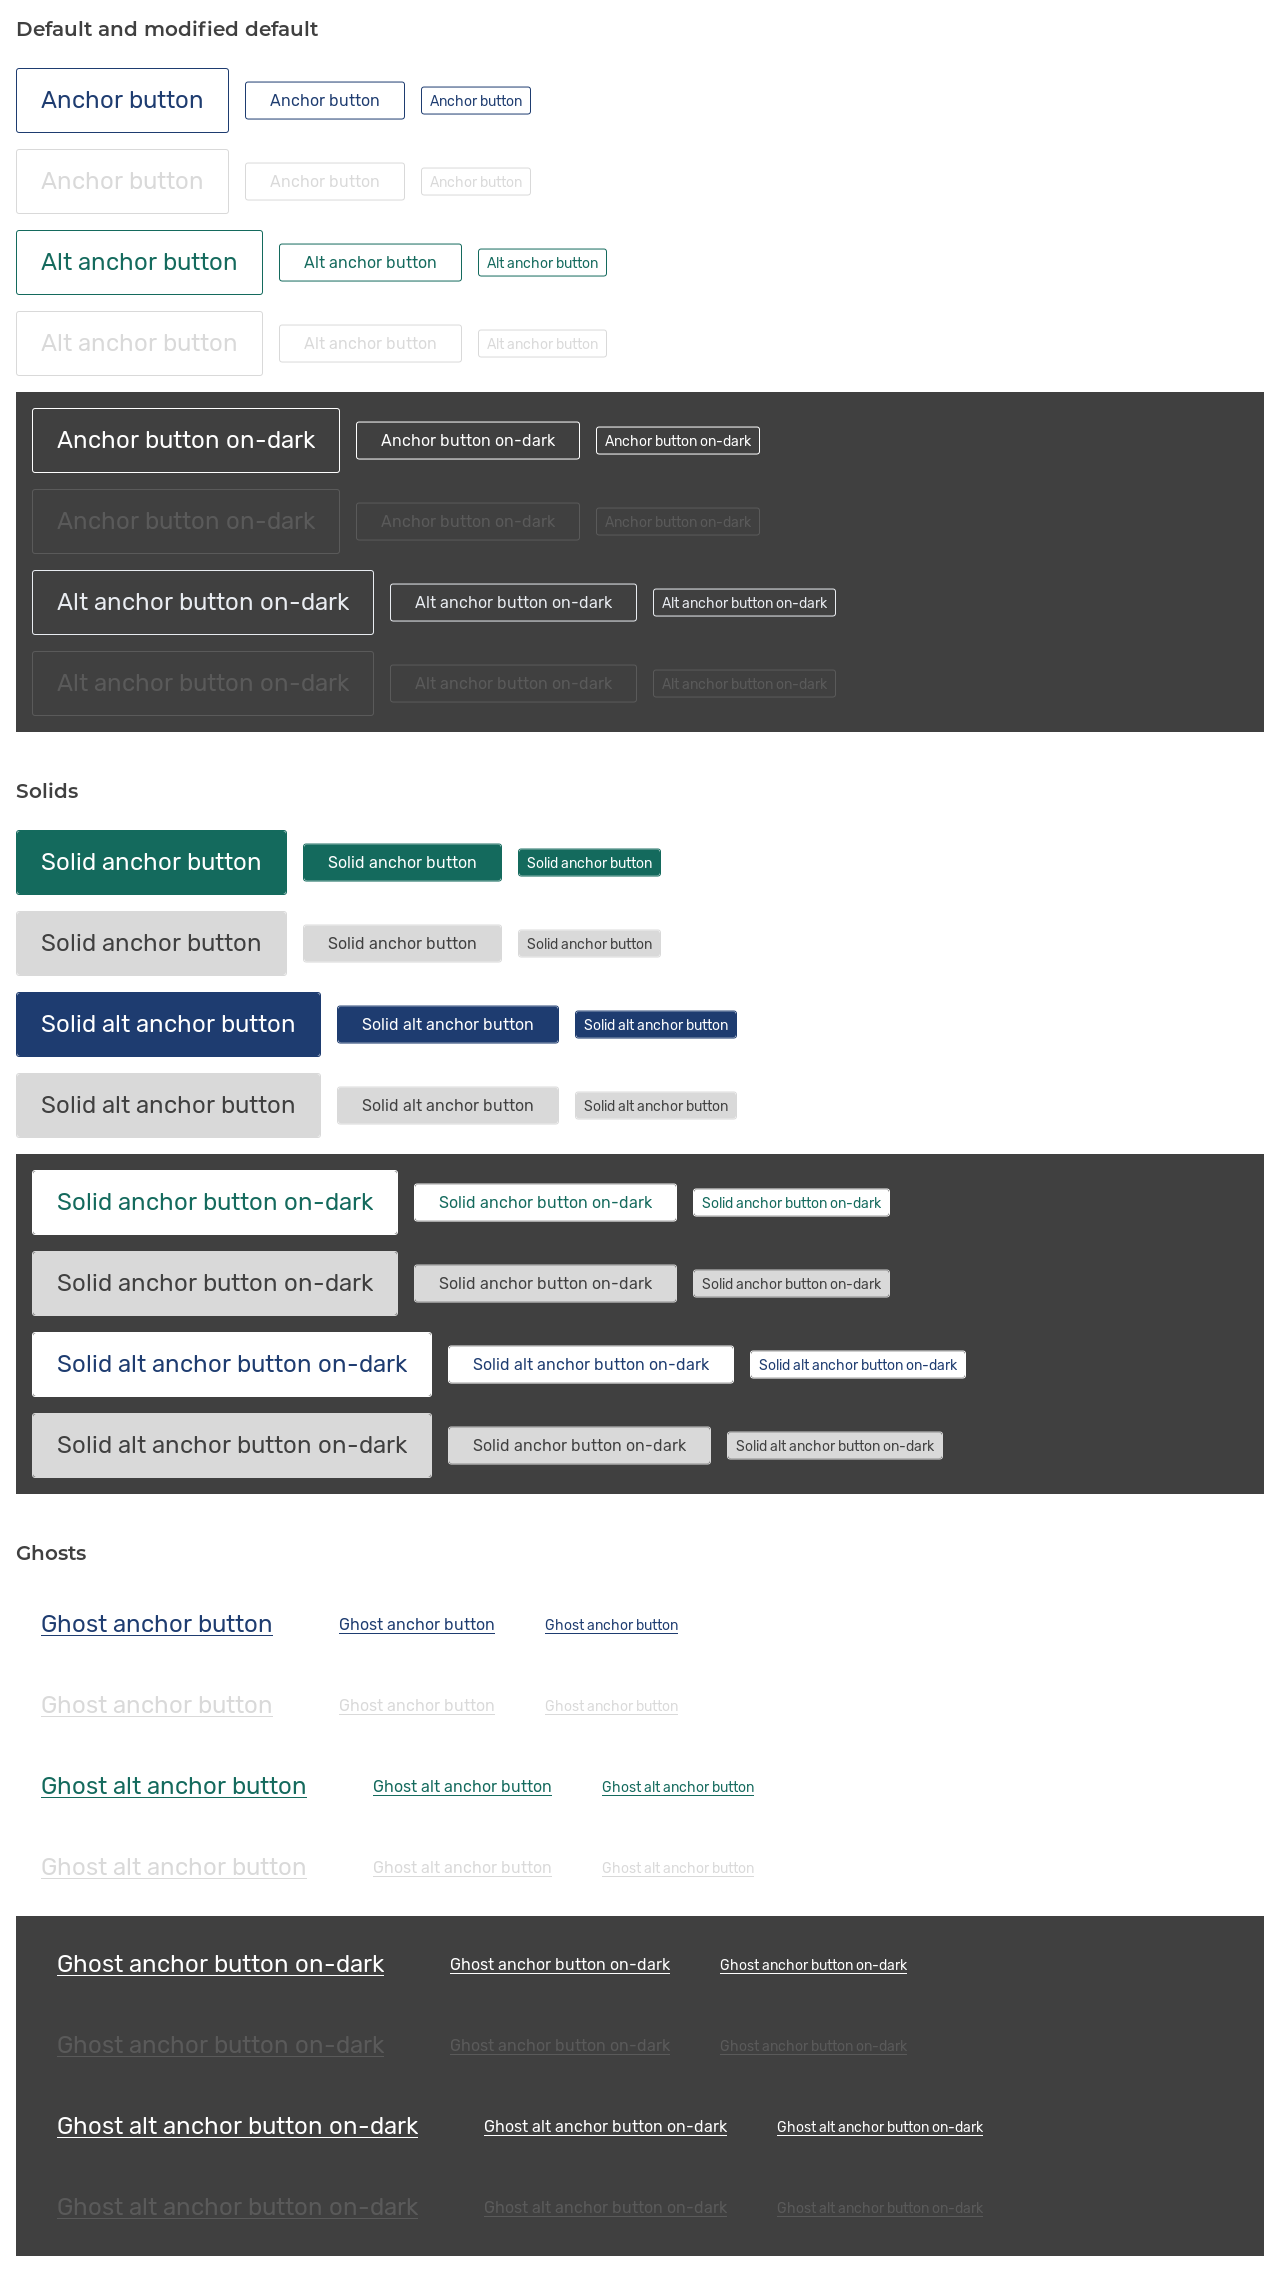 Default and modified default
Anchor button Anchor button Anchor button
Anchor button Anchor button Anchor button
Alt anchor button Alt anchor button Alt anchor button
Alt anchor button Alt anchor button Alt anchor button
Anchor button on-dark Anchor button on-dark Anchor button on-dark
Anchor button on-dark Anchor button on-dark Anchor button on-dark
Alt anchor button on-dark Alt anchor button on-dark Alt anchor button on-dark
Alt anchor button on-dark Alt anchor button on-dark Alt anchor button on-dark
Solids
Solid anchor button Solid anchor button Solid anchor button
Solid anchor button Solid anchor button Solid anchor button
Solid alt anchor button Solid alt anchor button Solid alt anchor button
Solid alt anchor button Solid alt anchor button Solid alt anchor button
Solid anchor button on-dark Solid anchor button on-dark Solid anchor button on-dark
Solid anchor button on-dark Solid anchor button on-dark Solid anchor button on-dark
Solid alt anchor button on-dark Solid alt anchor button on-dark Solid alt anchor button on-dark
Solid alt anchor button on-dark Solid anchor button on-dark Solid alt anchor button on-dark
Ghosts
Ghost anchor button Ghost anchor button Ghost anchor button
Ghost anchor button Ghost anchor button Ghost anchor button
Ghost alt anchor button Ghost alt anchor button Ghost alt anchor button
Ghost alt anchor button Ghost alt anchor button Ghost alt anchor button
Ghost anchor button on-dark Ghost anchor button on-dark Ghost anchor button on-dark
Ghost anchor button on-dark Ghost anchor button on-dark Ghost anchor button on-dark
Ghost alt anchor button on-dark Ghost alt anchor button on-dark Ghost alt anchor button on-dark
Ghost alt anchor button on-dark Ghost alt anchor button on-dark Ghost alt anchor button on-dark